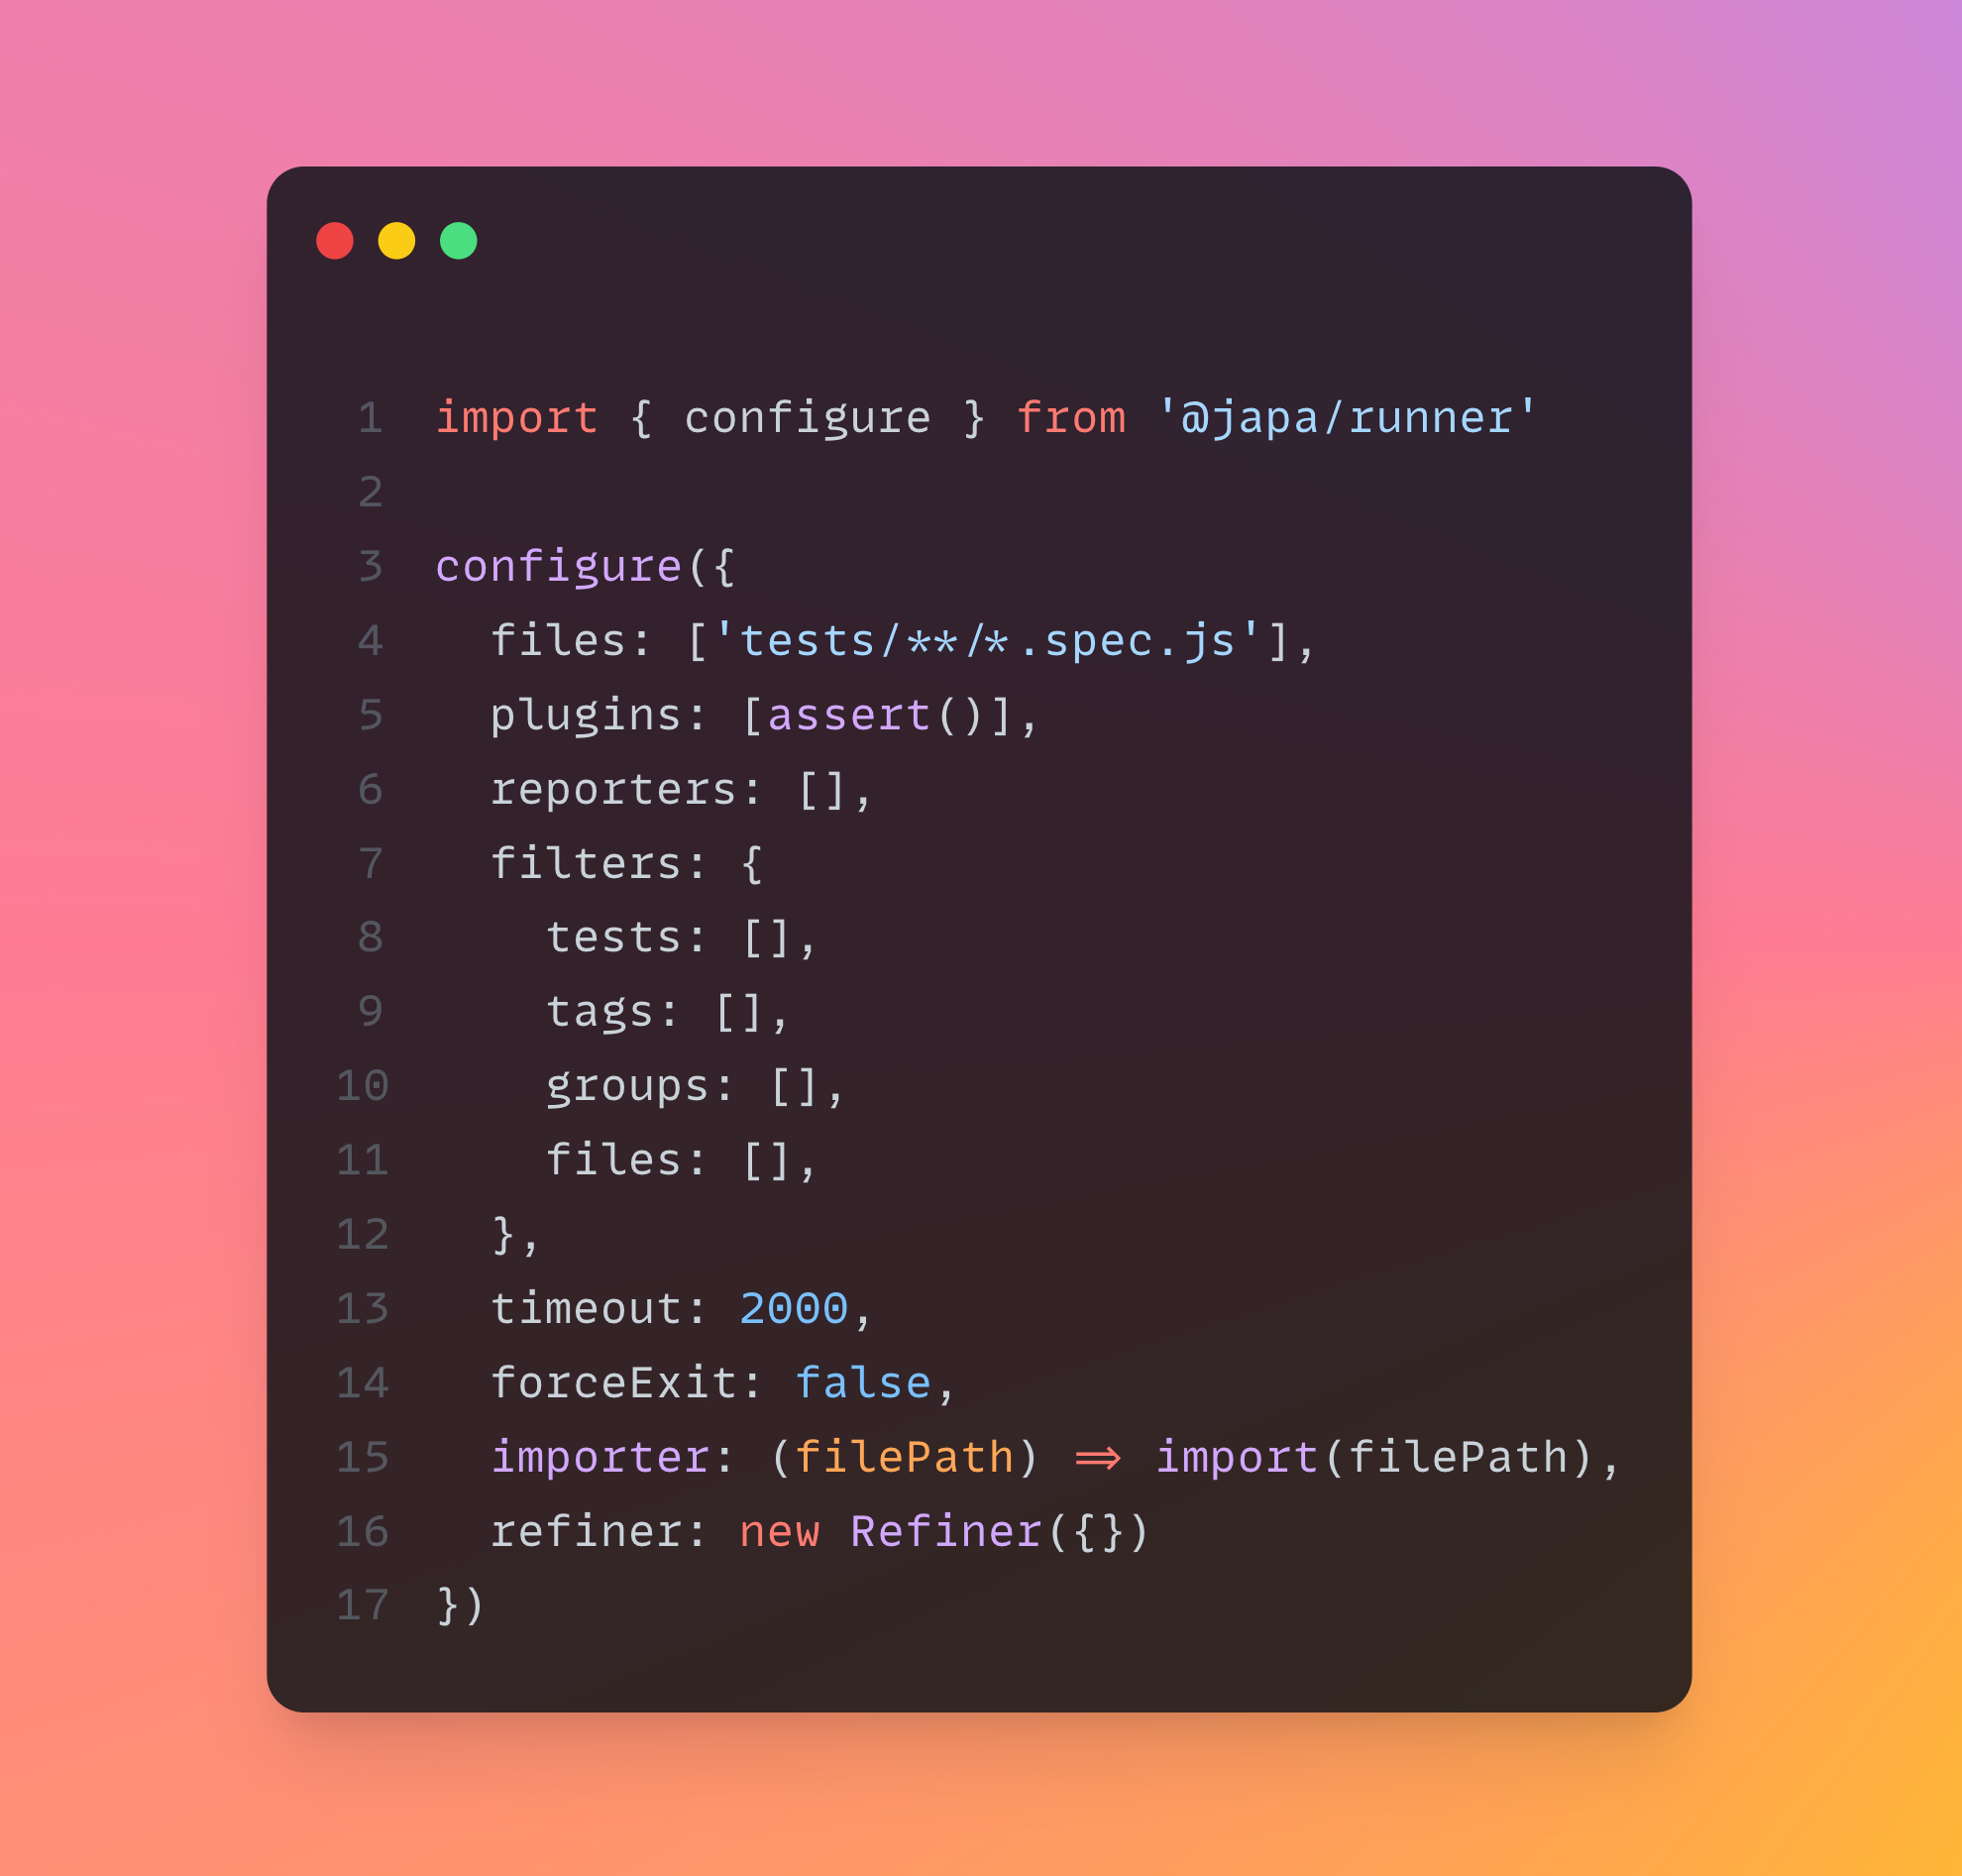 1 import { configure } from '@japa/runner'
2
3 configure({
4   files: ['tests/**/*.spec.js'],
5   plugins: [assert()],
6   reporters: [],
7   filters: {
8     tests: [],
9     tags: [],
10     groups: [],
11     files: [],
12   },
13   timeout: 2000,
14   forceExit: false,
15   importer: (filePath) => import(filePath),
16   refiner: new Refiner({})
17 })